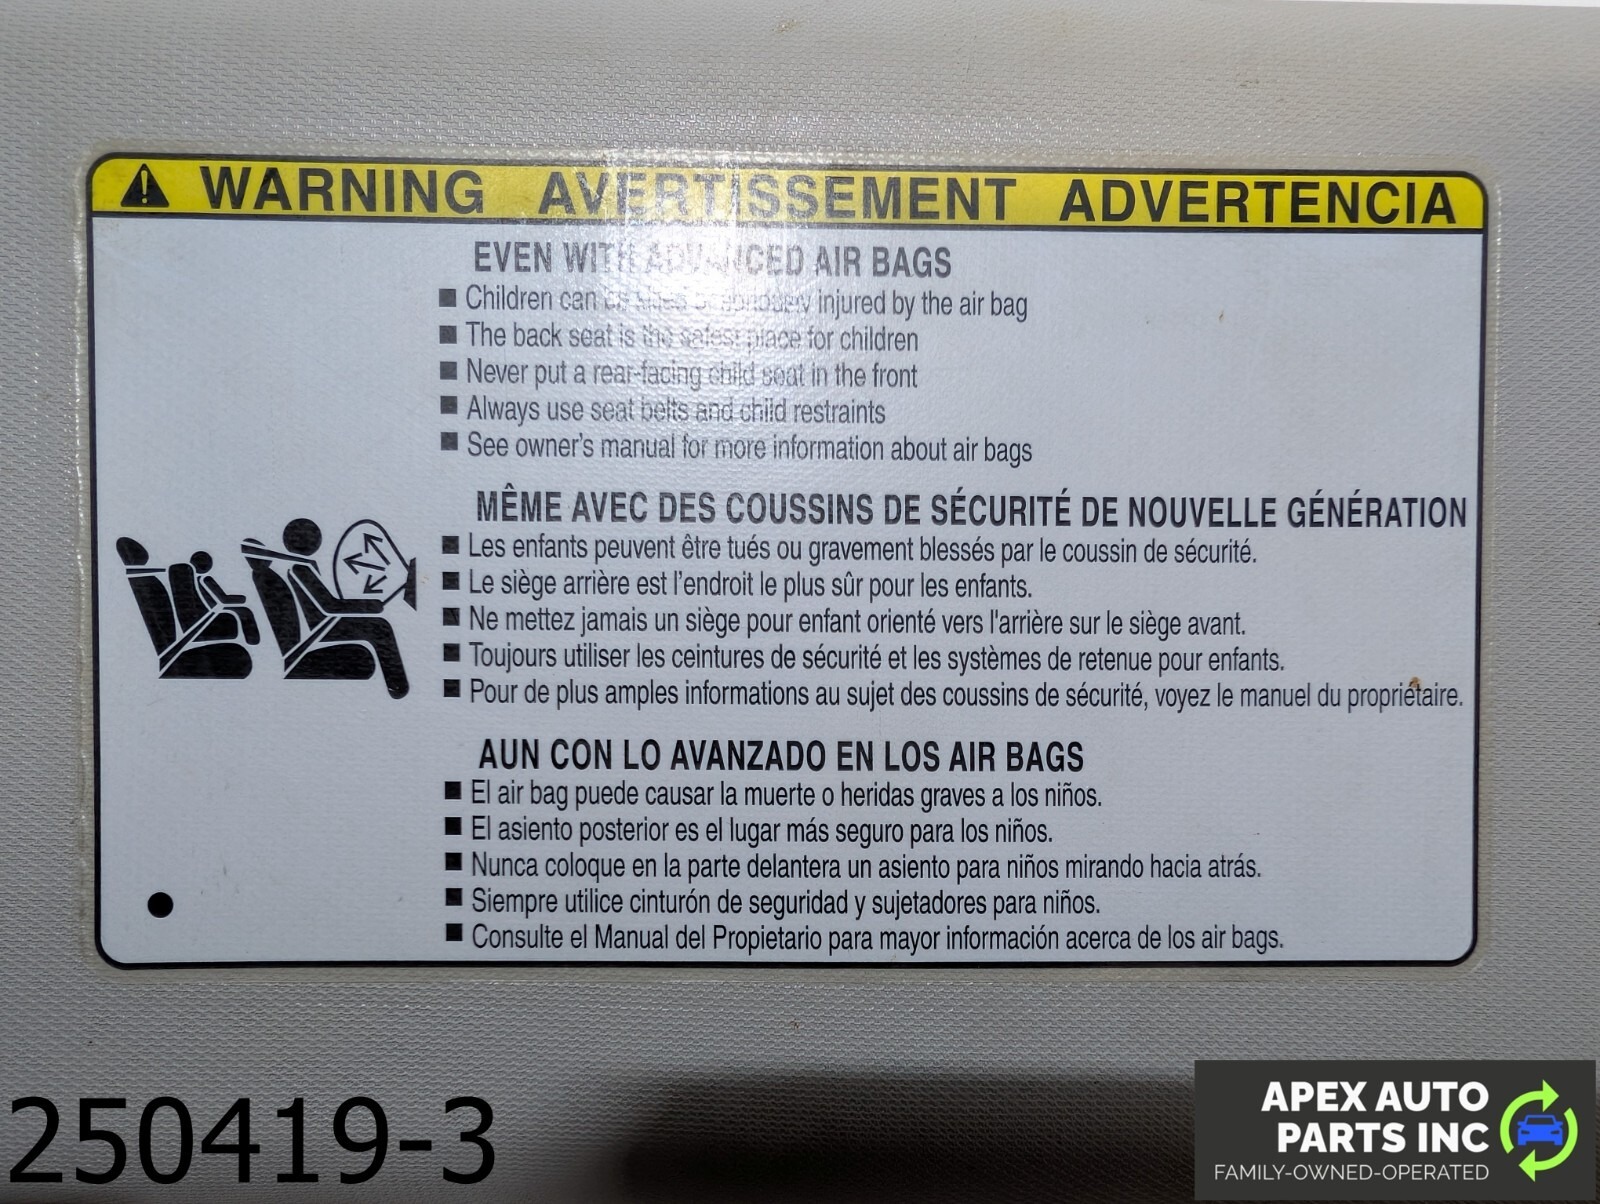 WARNING AVERTISSEMENT ADVERTENCIA
EVEN WITH ADVANCED AIR BAGS
■ Children can be killed or seriously injured by the air bag
■ The back seat is the safest place for children
■ Never put a rear-facing child seat in the front
■ Always use seat belts and child restraints
■ See owner's manual for more information about air bags
MÊME AVEC DES COUSSINS DE SÉCURITÉ DE NOUVELLE GÉNÉRATION
■ Les enfants peuvent être tués ou gravement blessés par le coussin de sécurité.
■ Le siège arrière est l'endroit le plus sûr pour les enfants.
■ Ne mettez jamais un siège pour enfant orienté vers l'arrière sur le siège avant.
■ Toujours utiliser les ceintures de sécurité et les systèmes de retenue pour enfants.
■ Pour de plus amples informations au sujet des coussins de sécurité, voyez le manuel du propriétaire.
AUN CON LO AVANZADO EN LOS AIR BAGS
■ El air bag puede causar la muerte o heridas graves a los niños.
■ El asiento posterior es el lugar más seguro para los niños.
■ Nunca coloque en la parte delantera un asiento para niños mirando hacia atrás.
■ Siempre utilice cinturón de seguridad y sujetadores para niños.
■ Consulte el Manual del Propietario para mayor información acerca de los air bags.
250419-3
APEX AUTO
PARTS INC
FAMILY-OWNED-OPERATED